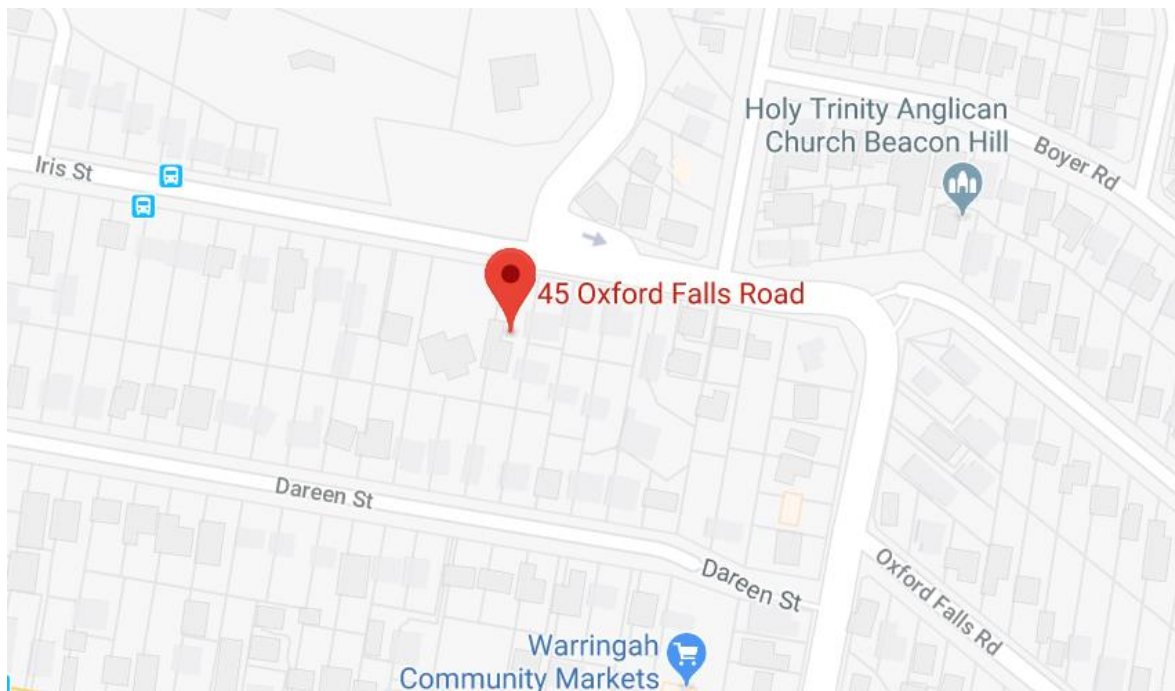 Holy Trinity Anglican
Church Beacon Hill
Boyer Rd
Iris St
45 Oxford Falls Road
Dareen St
Dareen St
Oxford Falls Rd
Warringah
Community Markets